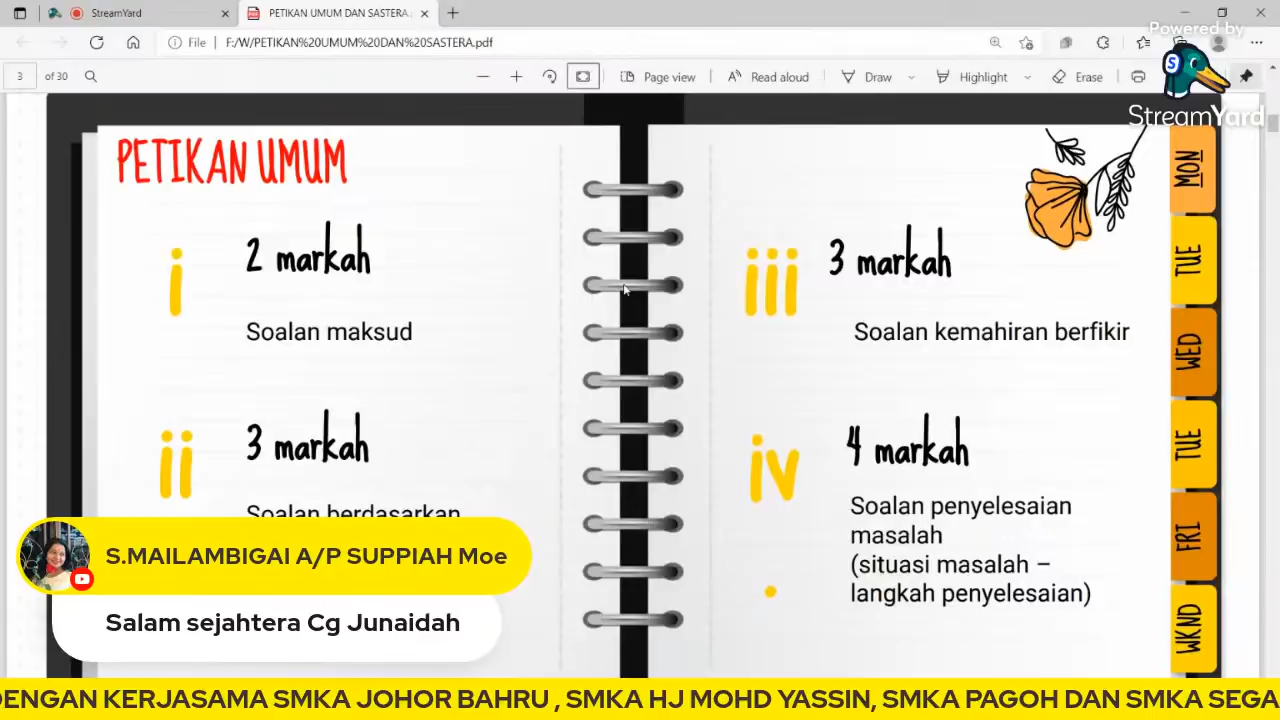 StreamYard
PETIKAN UMUM DAN SASTERA.
File
F:/W/PETIKAN%20UMUM%20DAN%20SASTERA.pdf
3
of 30
Page view
Read aloud
Draw
Highlight
Erase
Powered by
StreamYard
PETIKAN UMUM
i
2 markah
Soalan maksud
ii
3 markah
Soalan berdasarkan
iii
3 markah
Soalan kemahiran berfikir
iv
4 markah
Soalan penyelesaian
masalah
(situasi masalah –
langkah penyelesaian)
MON
TUE
WED
TUE
FRI
WKND
S.MAILAMBIGAI A/P SUPPIAH Moe
Salam sejahtera Cg Junaidah
DENGAN KERJASAMA SMKA JOHOR BAHRU , SMKA HJ MOHD YASSIN, SMKA PAGOH DAN SMKA SEGA